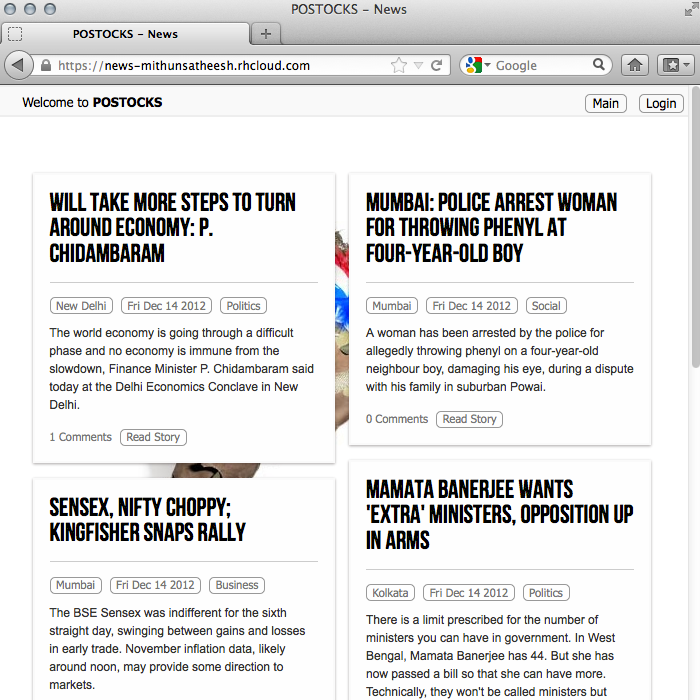 POSTOCKS – News
POSTOCKS – News
https://news-mithunsatheesh.rhcloud.com
Google
Welcome to POSTOCKS
Main
Login
WILL TAKE MORE STEPS TO TURN
AROUND ECONOMY: P.
CHIDAMBARAM
New Delhi
Fri Dec 14 2012
Politics
The world economy is going through a difficult
phase and no economy is immune from the
slowdown, Finance Minister P. Chidambaram said
today at the Delhi Economics Conclave in New
Delhi.
1 Comments
Read Story
MUMBAI: POLICE ARREST WOMAN
FOR THROWING PHENYL AT
FOUR-YEAR-OLD BOY
Mumbai
Fri Dec 14 2012
Social
A woman has been arrested by the police for
allegedly throwing phenyl on a four-year-old
neighbour boy, damaging his eye, during a dispute
with his family in suburban Powai.
0 Comments
Read Story
SENSEX, NIFTY CHOPPY;
KINGFISHER SNAPS RALLY
Mumbai
Fri Dec 14 2012
Business
The BSE Sensex was indifferent for the sixth
straight day, swinging between gains and losses
in early trade. November inflation data, likely
around noon, may provide some direction to
markets.
MAMATA BANERJEE WANTS
'EXTRA' MINISTERS, OPPOSITION UP
IN ARMS
Kolkata
Fri Dec 14 2012
Politics
There is a limit prescribed for the number of
ministers you can have in government. In West
Bengal, Mamata Banerjee has 44. But she has
now passed a bill so that she can have more.
Technically, they won't be called ministers but